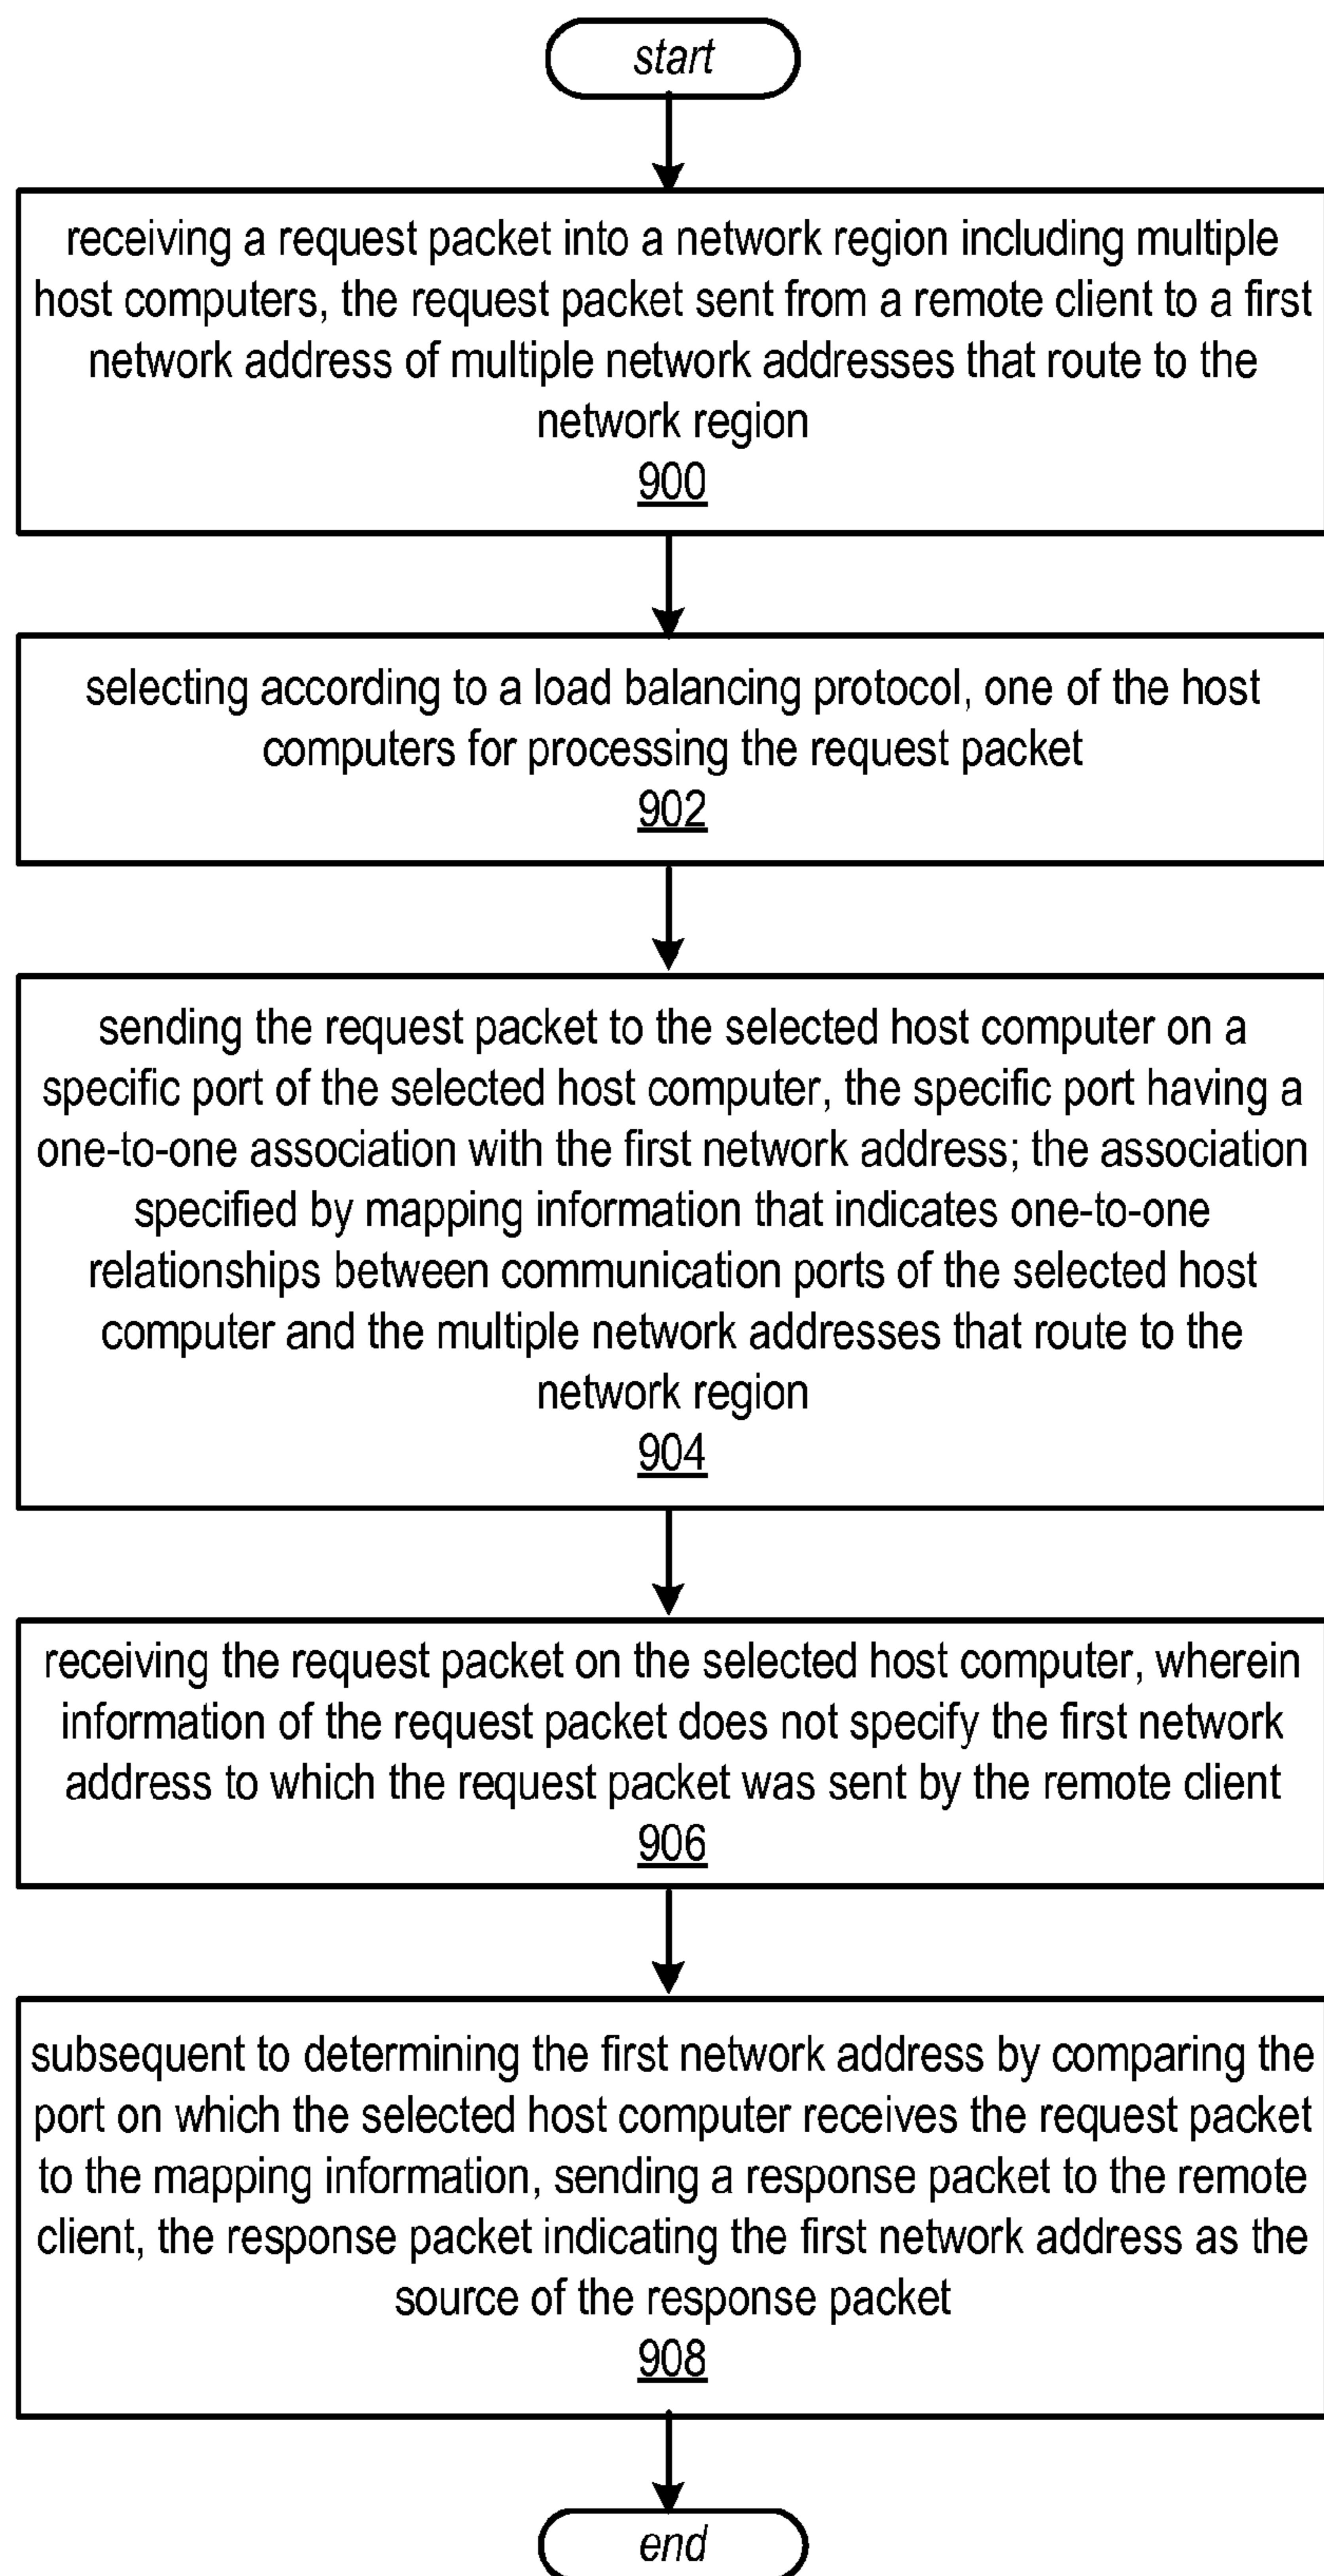 start
receiving a request packet into a network region including multiple
host computers, the request packet sent from a remote client to a first
network address of multiple network addresses that route to the
network region
900
selecting according to a load balancing protocol, one of the host
computers for processing the request packet
902
sending the request packet to the selected host computer on a
specific port of the selected host computer, the specific port having a
one-to-one association with the first network address; the association
specified by mapping information that indicates one-to-one
relationships between communication ports of the selected host
computer and the multiple network addresses that route to the
network region
904
receiving the request packet on the selected host computer, wherein
information of the request packet does not specify the first network
address to which the request packet was sent by the remote client
906
subsequent to determining the first network address by comparing the
port on which the selected host computer receives the request packet
to the mapping information, sending a response packet to the remote
client, the response packet indicating the first network address as the
source of the response packet
908
end